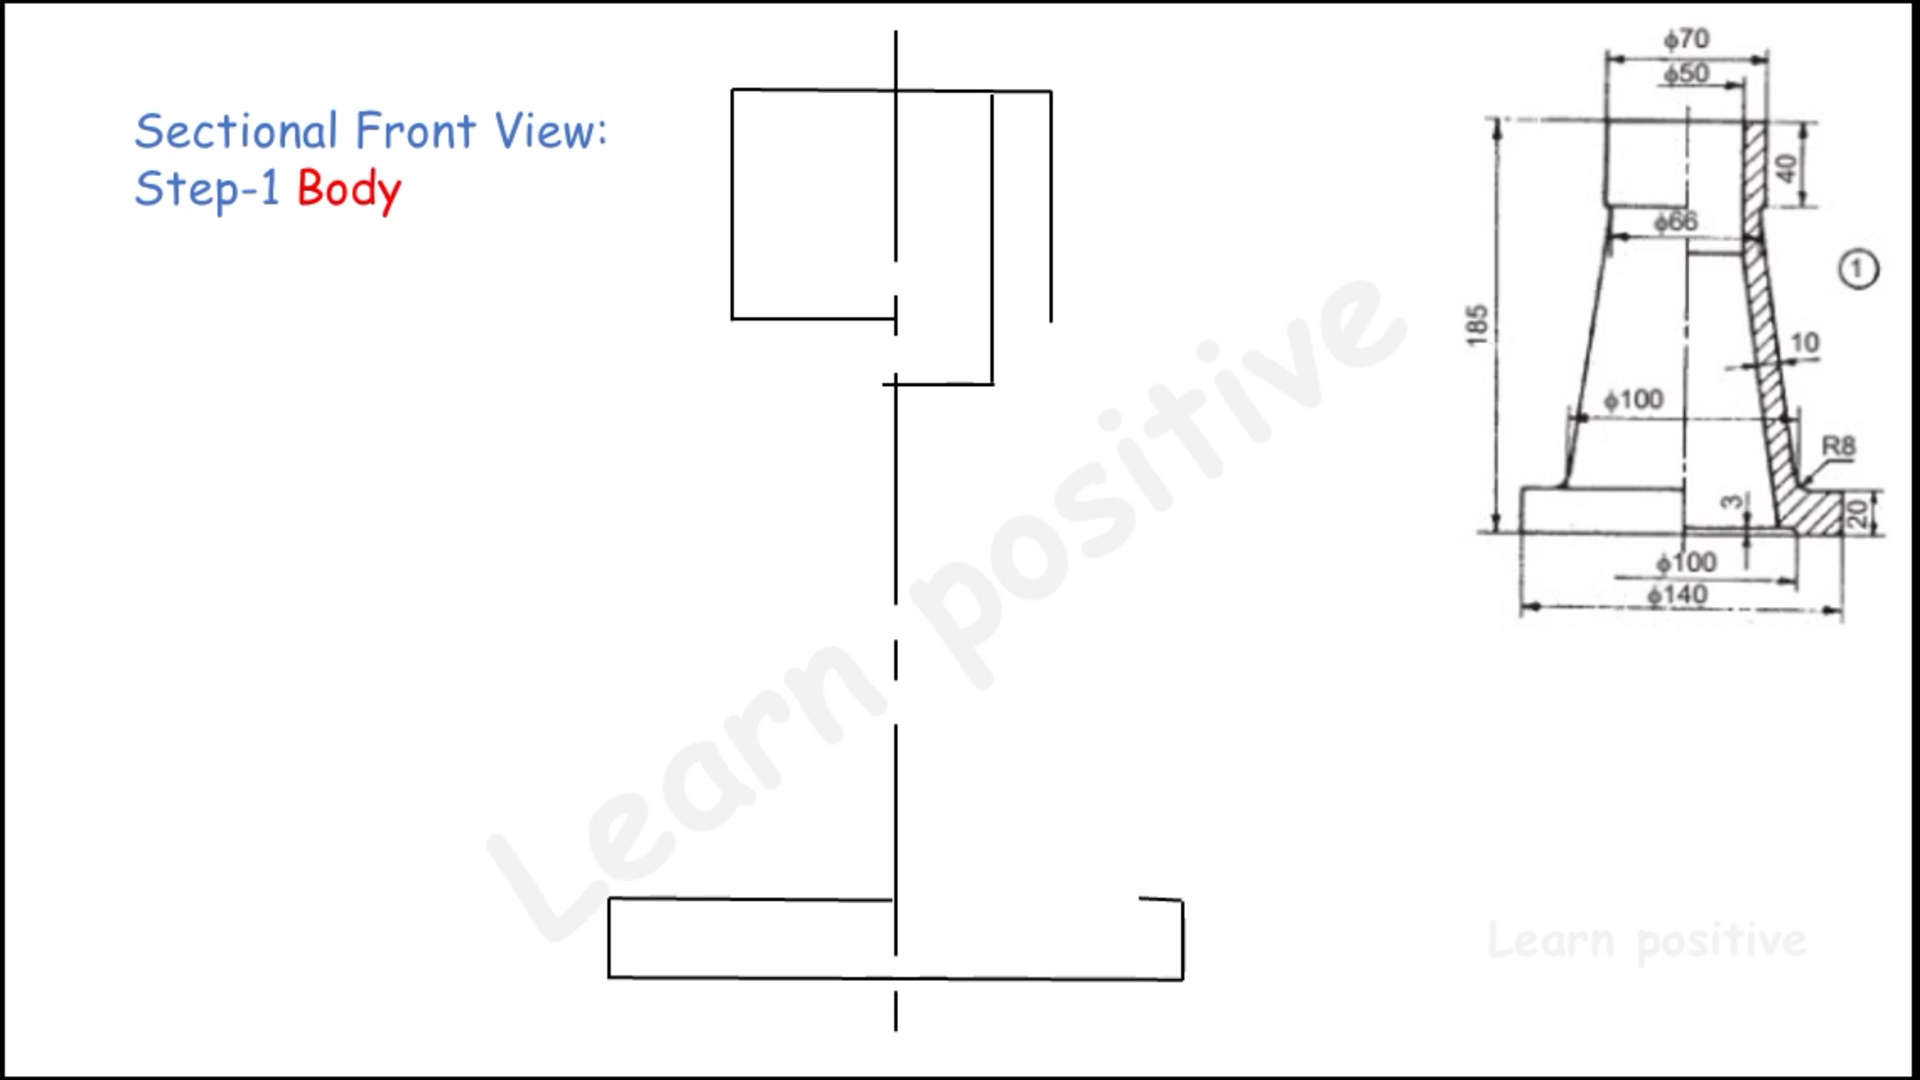 Sectional Front View:
Step-1 Body
ϕ70
ϕ50
40
ϕ66
1
185
10
ϕ100
R8
3
20
ϕ100
ϕ140
Learn positive
Learn positive